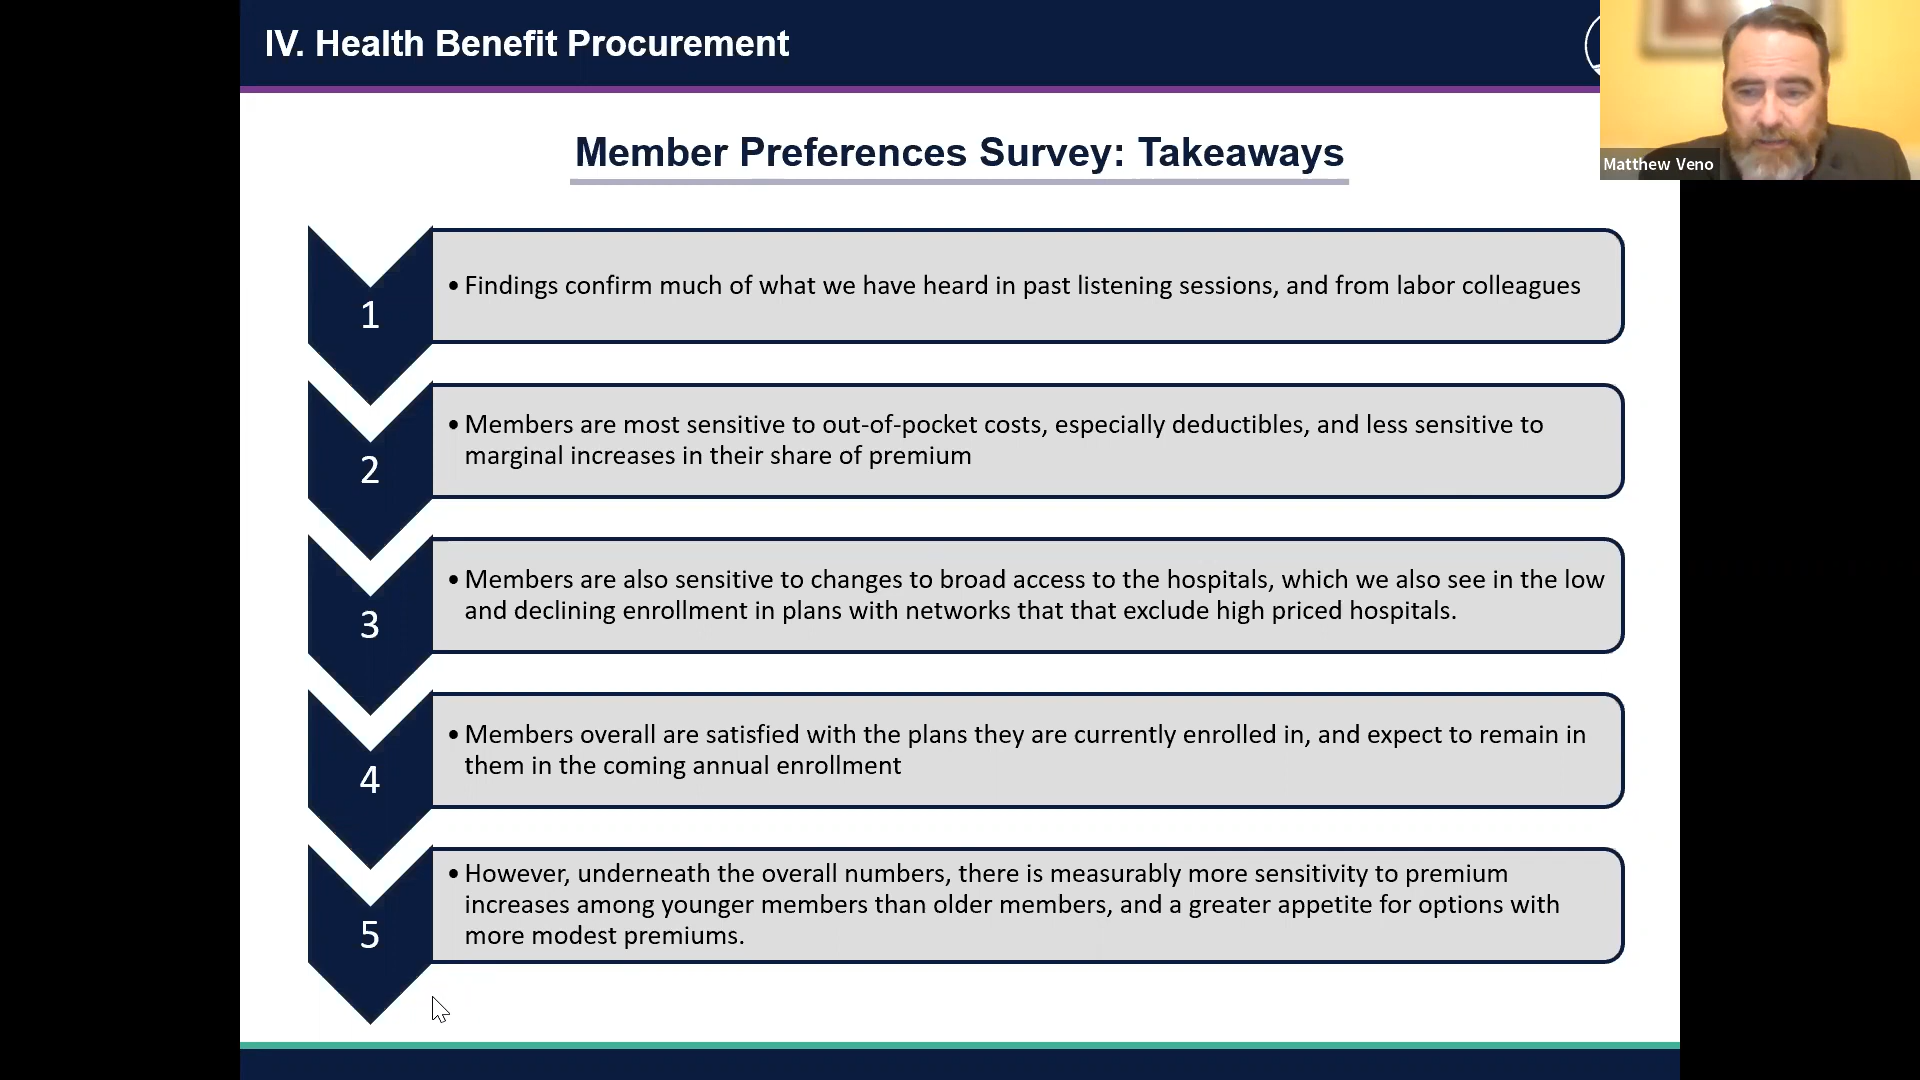 IV. Health Benefit Procurement
Matthew Veno
Member Preferences Survey: Takeaways
1
• Findings confirm much of what we have heard in past listening sessions, and from labor colleagues
2
• Members are most sensitive to out-of-pocket costs, especially deductibles, and less sensitive to
marginal increases in their share of premium
3
• Members are also sensitive to changes to broad access to the hospitals, which we also see in the low
and declining enrollment in plans with networks that that exclude high priced hospitals.
4
• Members overall are satisfied with the plans they are currently enrolled in, and expect to remain in
them in the coming annual enrollment
5
• However, underneath the overall numbers, there is measurably more sensitivity to premium
increases among younger members than older members, and a greater appetite for options with
more modest premiums.